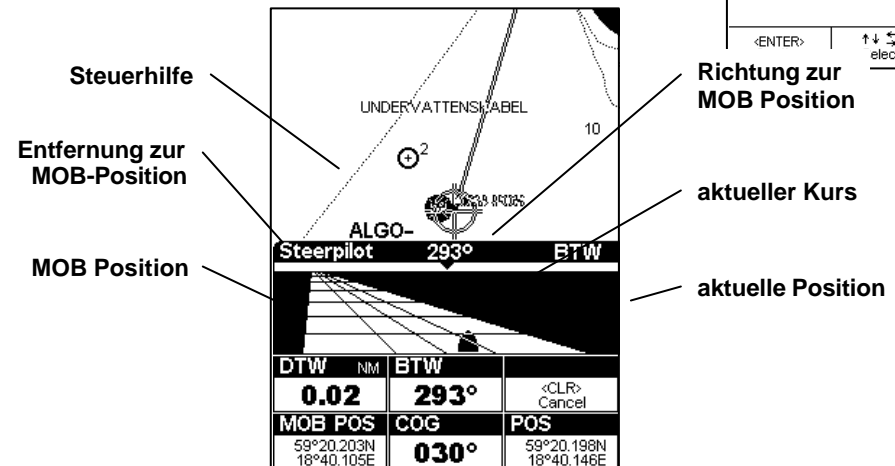 <ENTER>
elec
Steuerhilfe
Richtung zur
MOB Position
UNDERVATTENSKABEL
10
2
Entfernung zur
MOB-Position
aktueller Kurs
ALGO-
Steerpilot 293° BTW
MOB Position
aktuelle Position
DTW NM BTW
0.02 293° <CLR>
Cancel
MOB POS COG POS
59°20.203N 030° 59°20.198N
18°40.105E 18°40.146E